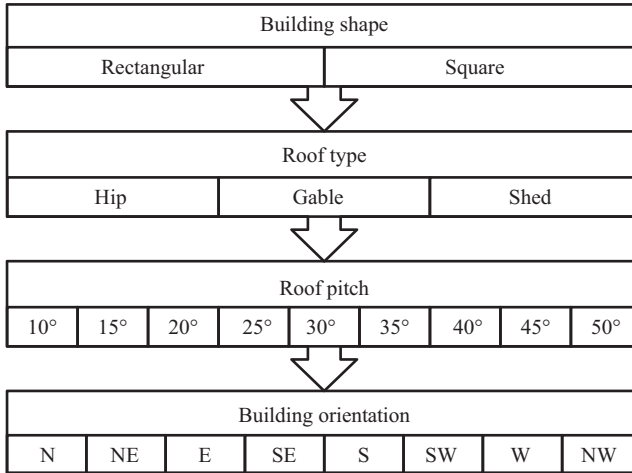 Building shape
Rectangular Square
Roof type
Hip Gable Shed
Roof pitch
10° 15° 20° 25° 30° 35° 40° 45° 50°
Building orientation
N NE E SE S SW W NW